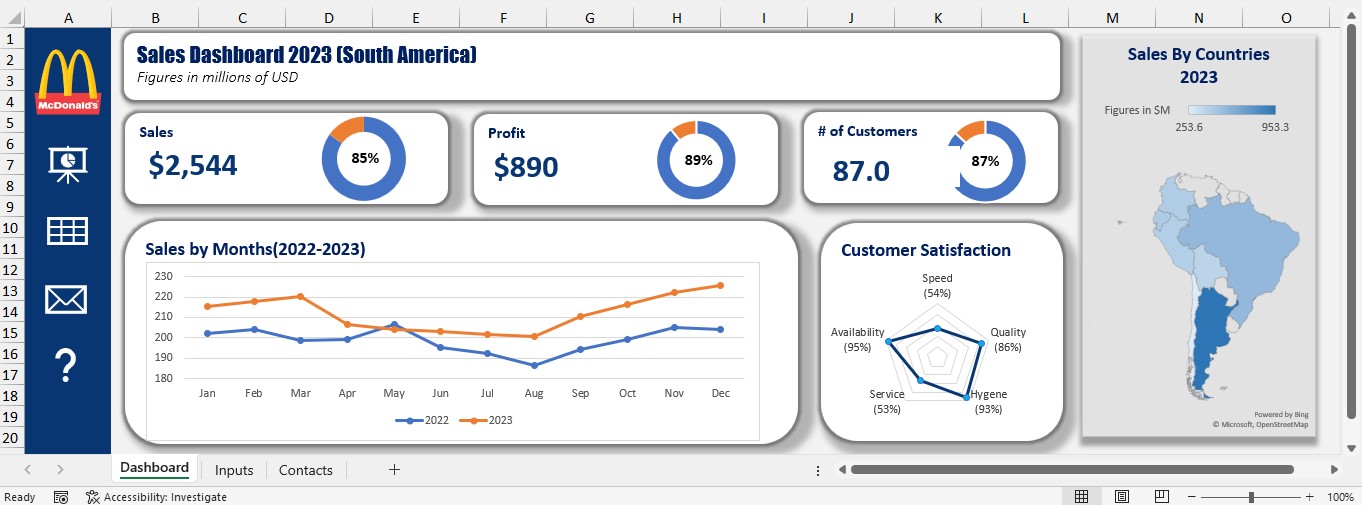 A B C D E F G H I J K L M N O
1
2
3
4
5
6
7
8
9
10
11
12
13
14
15
16
17
18
19
20
McDonald's
Sales Dashboard 2023 (South America)
Figures in millions of USD
Sales
$2,544
85%
Profit
$890
89%
# of Customers
87.0
87%
Sales by Months(2022-2023)
230
220
210
200
190
180
Jan Feb Mar Apr May Jun Jul Aug Sep Oct Nov Dec
2022 2023
Customer Satisfaction
Speed
(54%)
Quality
(86%)
Hygene
(93%)
Service
(53%)
Availability
(95%)
Sales By Countries
2023
Figures in $M
253.6 953.3
Powered by Bing
© Microsoft, OpenStreetMap
Dashboard Inputs Contacts
Ready Accessibility: Investigate 100%